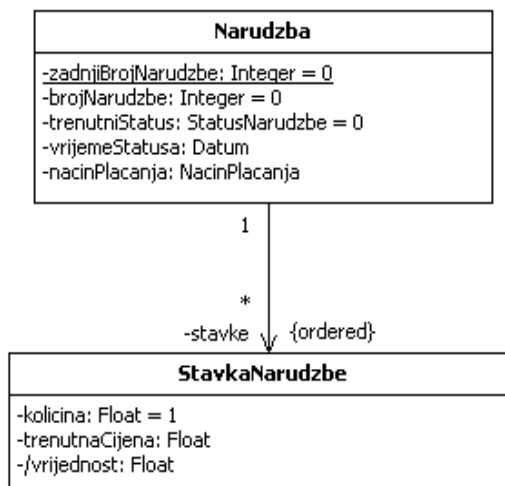 Narudzba
-zadnjiBrojNarudzbe: Integer = 0
-brojNarudzbe: Integer = 0
-trenutniStatus: StatusNarudzbe = 0
-vrijemeStatusa: Datum
-nacinPlacanja: NacinPlacanja
1
*
-stavke {ordered}
StavkaNarudzbe
-kolicina: Float = 1
-trenutnaCijena: Float
-/vrijednost: Float